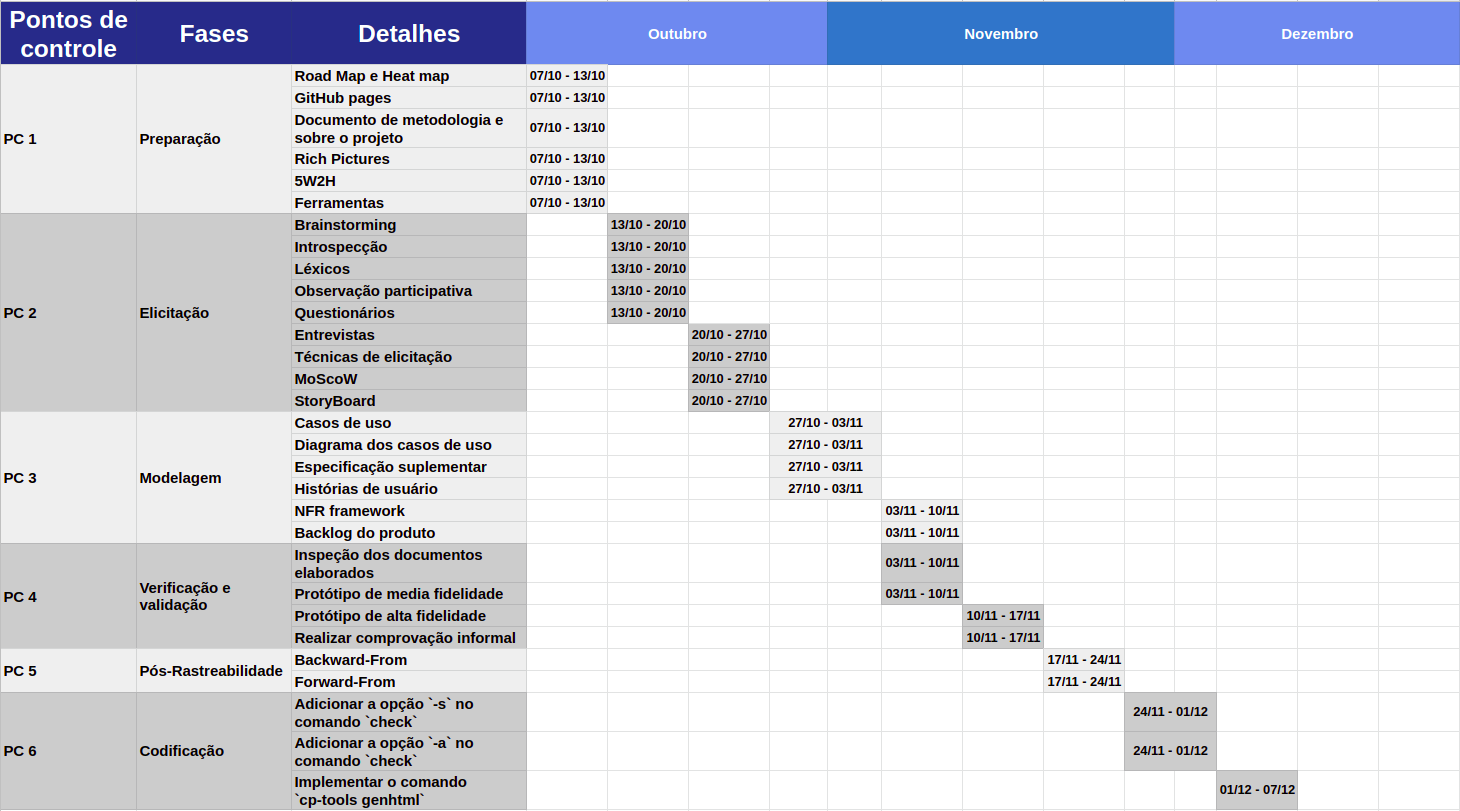 Pontos de
controle
Fases
Detalhes
Outubro
Novembro
Dezembro
PC 1
Preparação
Road Map e Heat map
07/10 - 13/10
GitHub pages
07/10 - 13/10
Documento de metodologia e
sobre o projeto
07/10 - 13/10
Rich Pictures
07/10 - 13/10
5W2H
07/10 - 13/10
Ferramentas
07/10 - 13/10
PC 2
Elicitação
Brainstorming
13/10 - 20/10
Introspecção
13/10 - 20/10
Léxicos
13/10 - 20/10
Observação participativa
13/10 - 20/10
Questionários
13/10 - 20/10
Entrevistas
20/10 - 27/10
Técnicas de elicitação
20/10 - 27/10
MoScoW
20/10 - 27/10
StoryBoard
20/10 - 27/10
PC 3
Modelagem
Casos de uso
27/10 - 03/11
Diagrama dos casos de uso
27/10 - 03/11
Especificação suplementar
27/10 - 03/11
Histórias de usuário
27/10 - 03/11
NFR framework
03/11 - 10/11
Backlog do produto
03/11 - 10/11
PC 4
Verificação e
validação
Inspeção dos documentos
elaborados
03/11 - 10/11
Protótipo de media fidelidade
03/11 - 10/11
Protótipo de alta fidelidade
10/11 - 17/11
Realizar comprovação informal
10/11 - 17/11
PC 5
Pós-Rastreabilidade
Backward-From
17/11 - 24/11
Forward-From
17/11 - 24/11
PC 6
Codificação
Adicionar a opção `-s` no
comando `check`
24/11 - 01/12
Adicionar a opção `-a` no
comando `check`
24/11 - 01/12
Implementar o comando
`cp-tools genhtml`
01/12 - 07/12